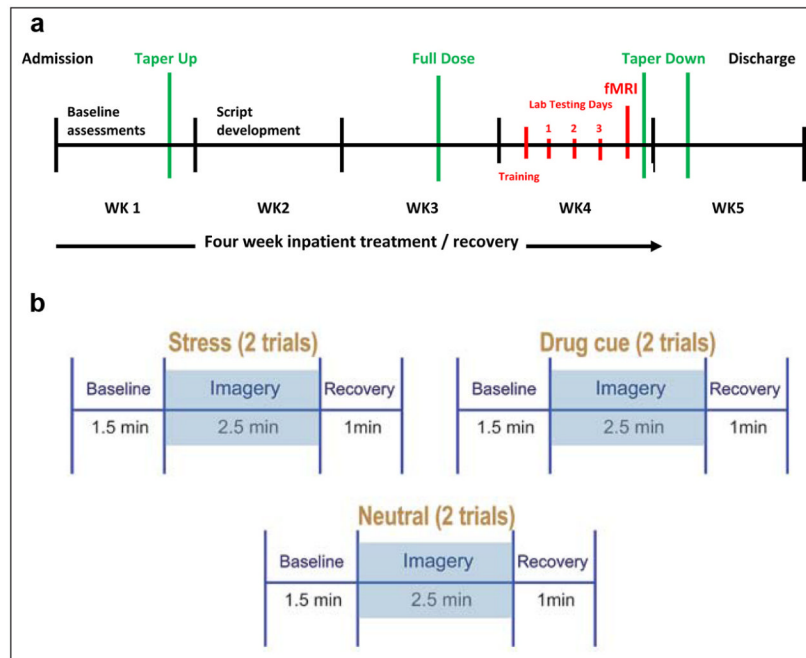 a
Admission
Taper Up
Full Dose
Taper Down
Discharge
fMRI
Lab Testing Days
Baseline
assessments
Script
development
1
2
3
Training
WK 1
WK2
WK3
WK4
WK5
Four week inpatient treatment / recovery
b
Stress (2 trials)
Baseline
Imagery
Recovery
1.5 min
2.5 min
1min
Drug cue (2 trials)
Baseline
Imagery
Recovery
1.5 min
2.5 min
1min
Neutral (2 trials)
Baseline
Imagery
Recovery
1.5 min
2.5 min
1min